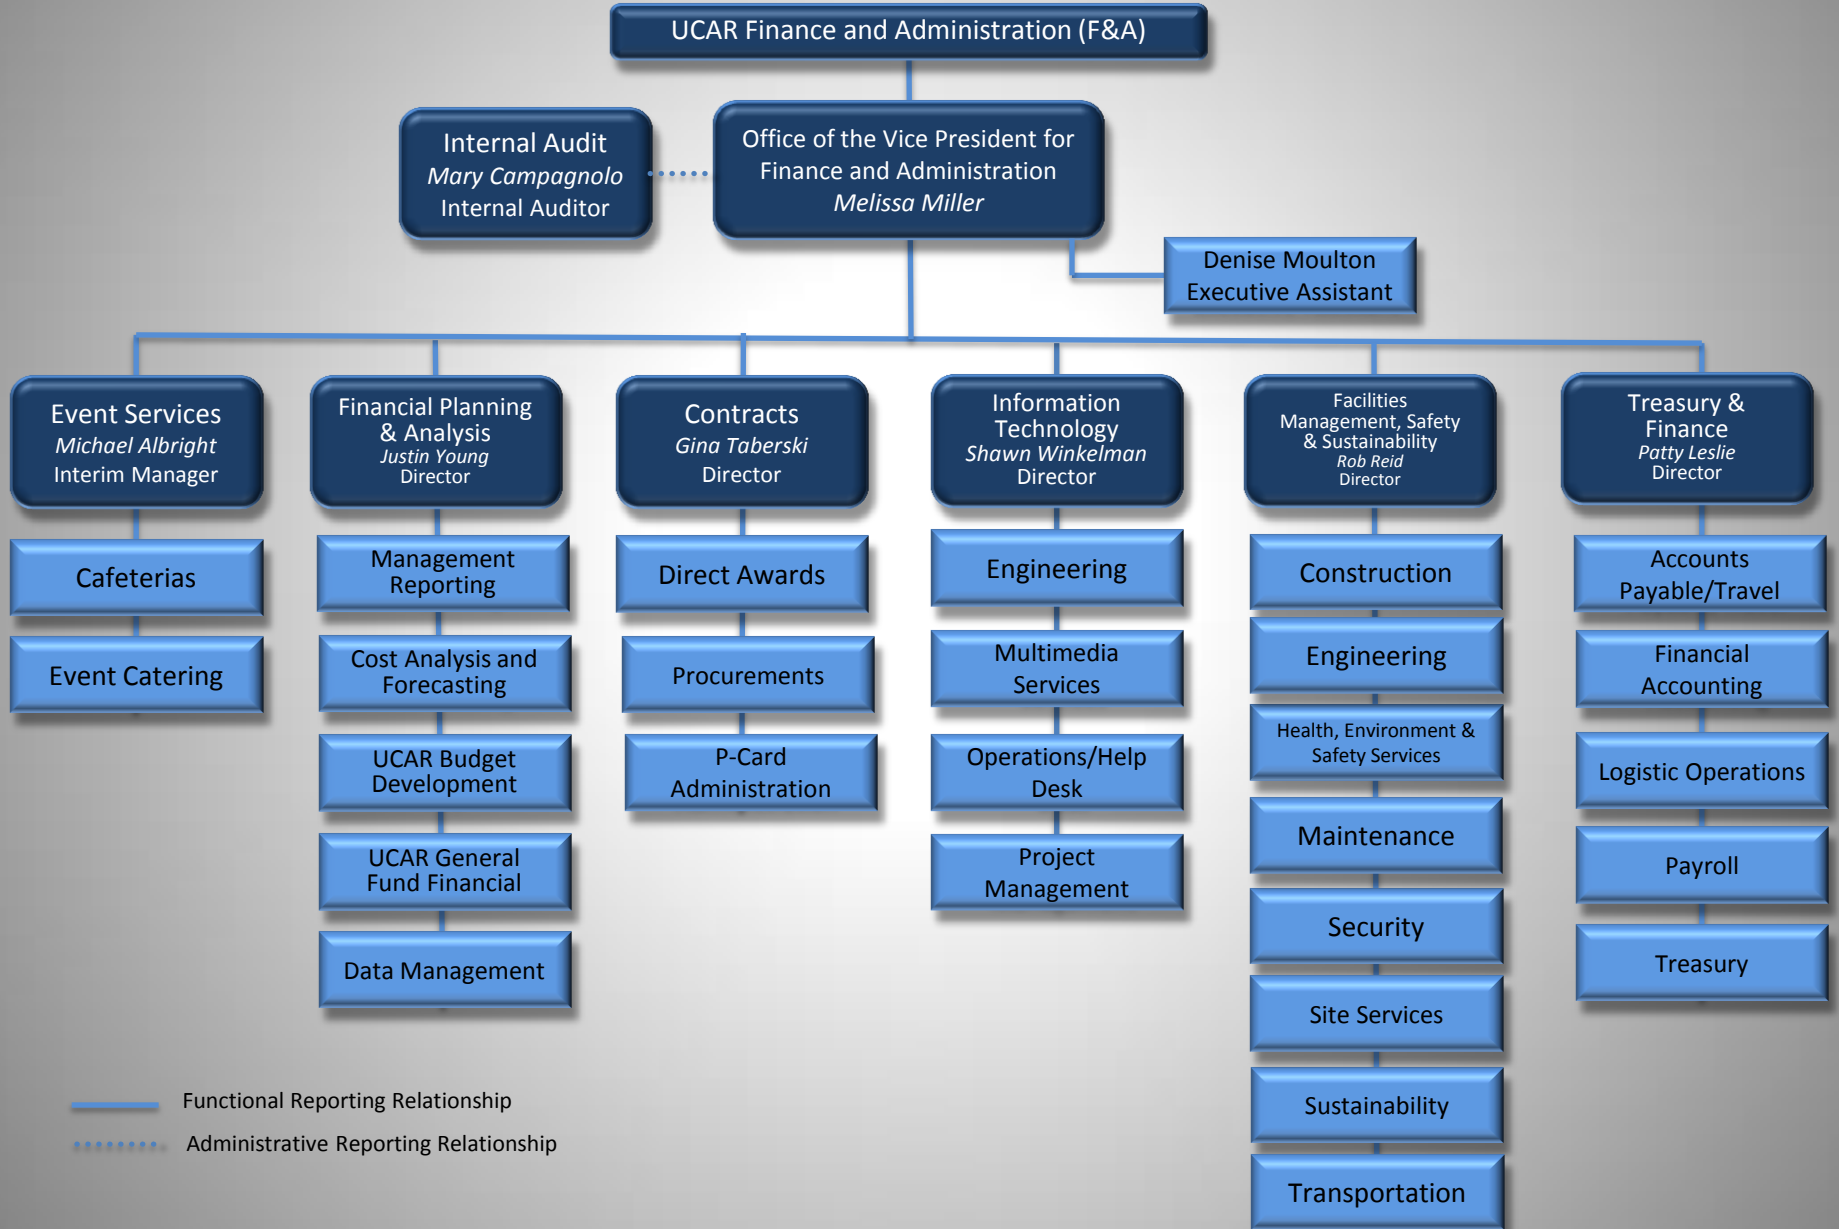 UCAR Finance and Administration (F&A)
Internal Audit
Mary Campagnolo
Internal Auditor
Office of the Vice President for
Finance and Administration
Melissa Miller
Denise Moulton
Executive Assistant
Event Services
Michael Albright
Interim Manager
Cafeterias
Event Catering
Financial Planning
& Analysis
Justin Young
Director
Management
Reporting
Cost Analysis and
Forecasting
UCAR Budget
Development
UCAR General
Fund Financial
Data Management
Contracts
Gina Taberski
Director
Direct Awards
Procurements
P-Card
Administration
Information
Technology
Shawn Winkelman
Director
Engineering
Multimedia
Services
Operations/Help
Desk
Project
Management
Facilities
Management, Safety
& Sustainability
Rob Reid
Director
Construction
Engineering
Health, Environment &
Safety Services
Maintenance
Security
Site Services
Sustainability
Transportation
Treasury &
Finance
Patty Leslie
Director
Accounts
Payable/Travel
Financial
Accounting
Logistic Operations
Payroll
Treasury
Functional Reporting Relationship
Administrative Reporting Relationship